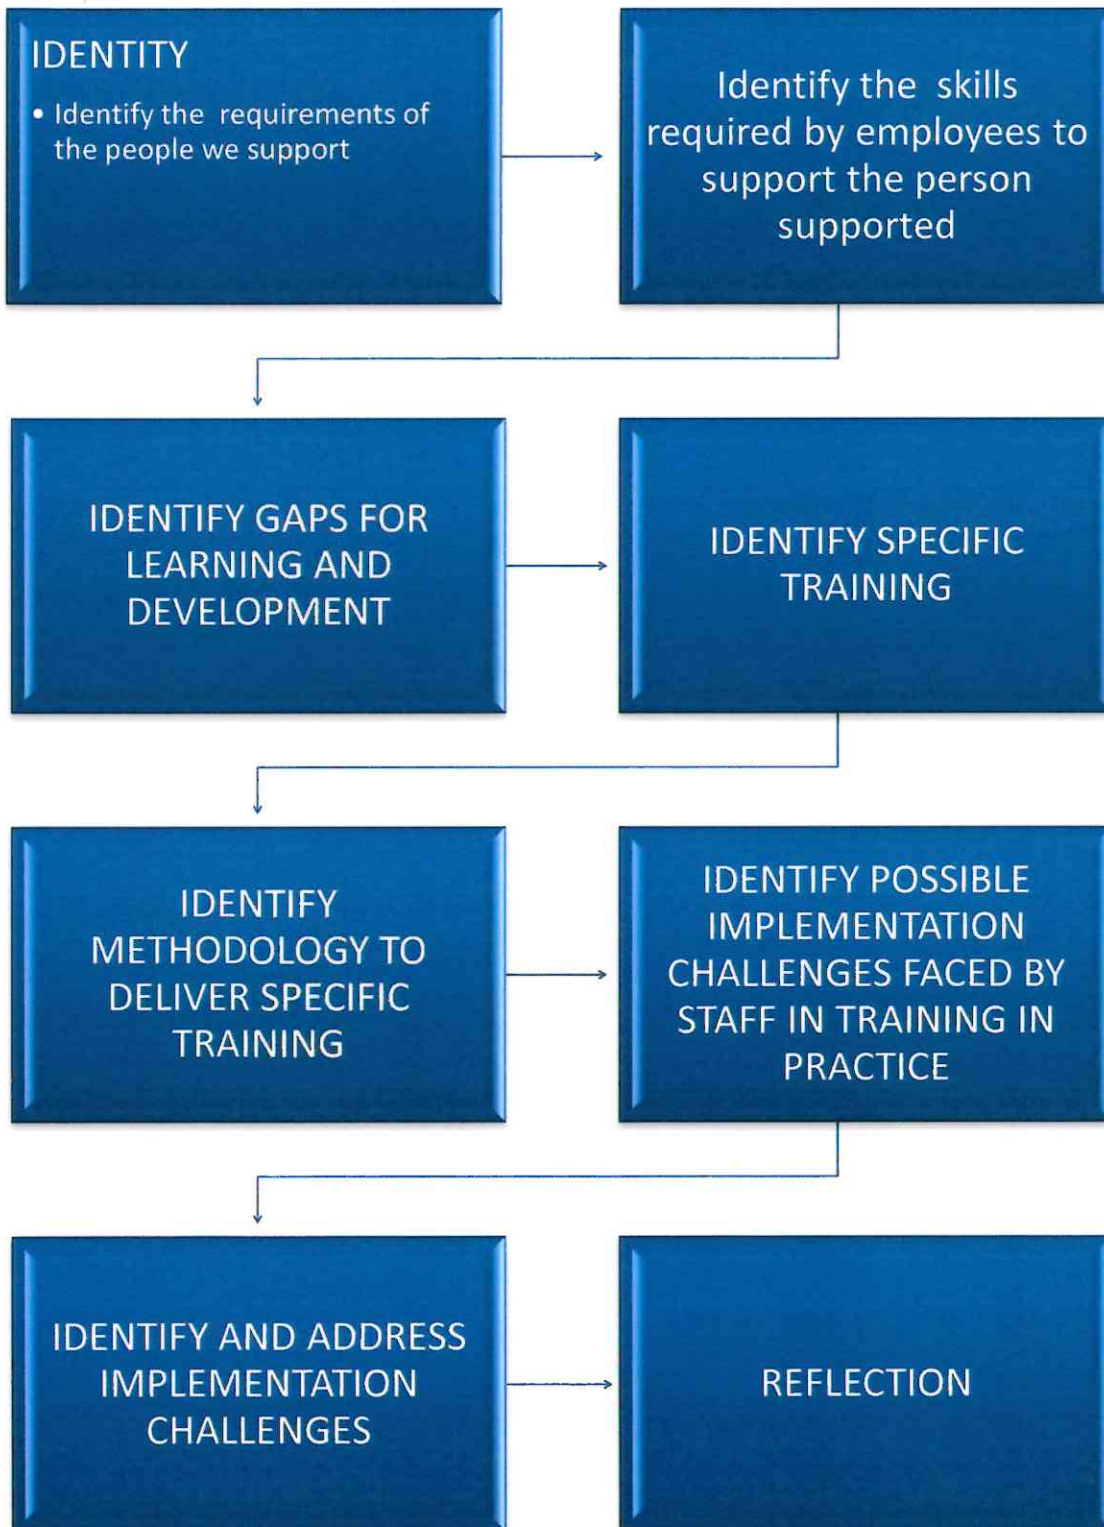 IDENTITY
• Identify the requirements of
the people we support
Identify the skills
required by employees to
support the person
supported
IDENTIFY GAPS FOR
LEARNING AND
DEVELOPMENT
IDENTIFY SPECIFIC
TRAINING
IDENTIFY
METHODOLOGY TO
DELIVER SPECIFIC
TRAINING
IDENTIFY POSSIBLE
IMPLEMENTATION
CHALLENGES FACED BY
STAFF IN TRAINING IN
PRACTICE
IDENTIFY AND ADDRESS
IMPLEMENTATION
CHALLENGES
REFLECTION